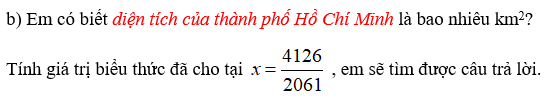 b) Em có biết diện tích của thành phố Hồ Chí Minh là bao nhiêu km²?
Tính giá trị biểu thức đã cho tại x = 4126/2061 , em sẽ tìm được câu trả lời.